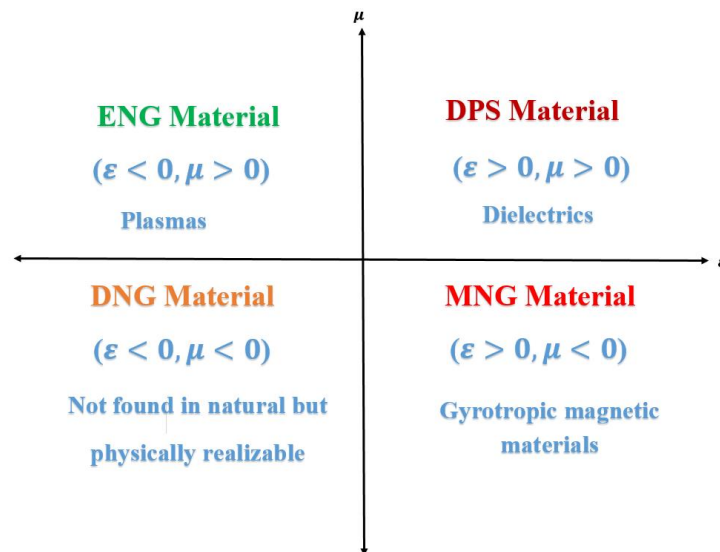 μ
ENG Material
DPS Material
(ε < 0, μ > 0)
(ε > 0, μ > 0)
Plasmas
Dielectrics
ε
DNG Material
MNG Material
(ε < 0, μ < 0)
(ε > 0, μ < 0)
Not found in natural but
physically realizable
Gyrotropic magnetic
materials